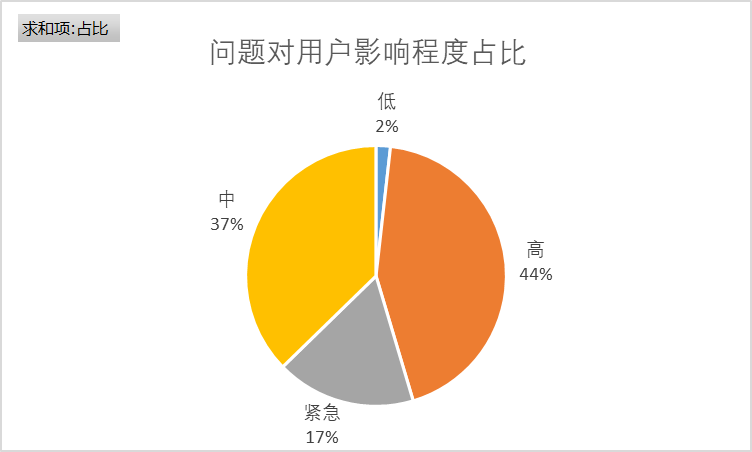 求和项:占比
问题对用户影响程度占比
低
2%
中
37%
高
44%
紧急
17%